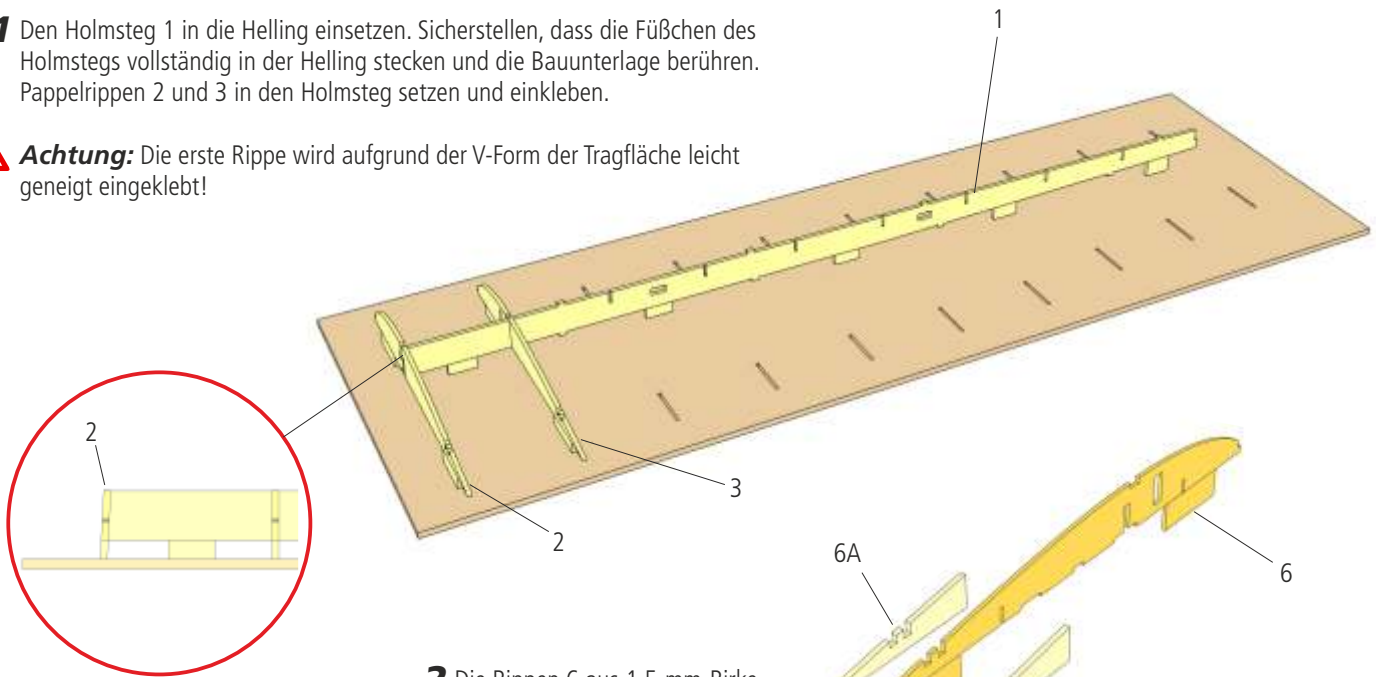 1 Den Holmsteg 1 in die Helling einsetzen. Sicherstellen, dass die Füßchen des
Holmstegs vollständig in der Helling stecken und die Bauunterlage berühren.
Pappelrippen 2 und 3 in den Holmsteg setzen und einkleben.
Achtung: Die erste Rippe wird aufgrund der V-Form der Tragfläche leicht
geneigt eingeklebt!
1
2
3
2
6A
6
Die Rippen 6 aus 1,5-mm-Birke